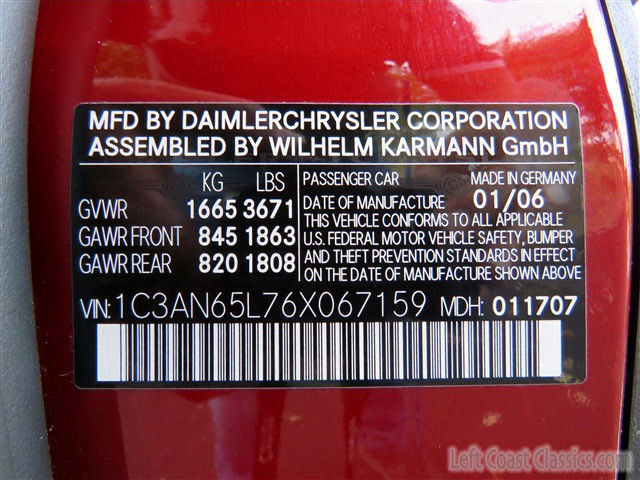 MFD BY DAIMLERCHRYSLER CORPORATION
ASSEMBLED BY WILHELM KARMANN GmbH
KG LBS
GVWR 1665 3671
GAWR FRONT 845 1863
GAWR REAR 820 1808
PASSENGER CAR MADE IN GERMANY
DATE OF MANUFACTURE 01/06
THIS VEHICLE CONFORMS TO ALL APPLICABLE
U.S. FEDERAL MOTOR VEHICLE SAFETY, BUMPER
AND THEFT PREVENTION STANDARDS IN EFFECT
ON THE DATE OF MANUFACTURE SHOWN ABOVE
VIN: 1C3AN65L76X067159 MDH: 011707
Left Coast Classics.com